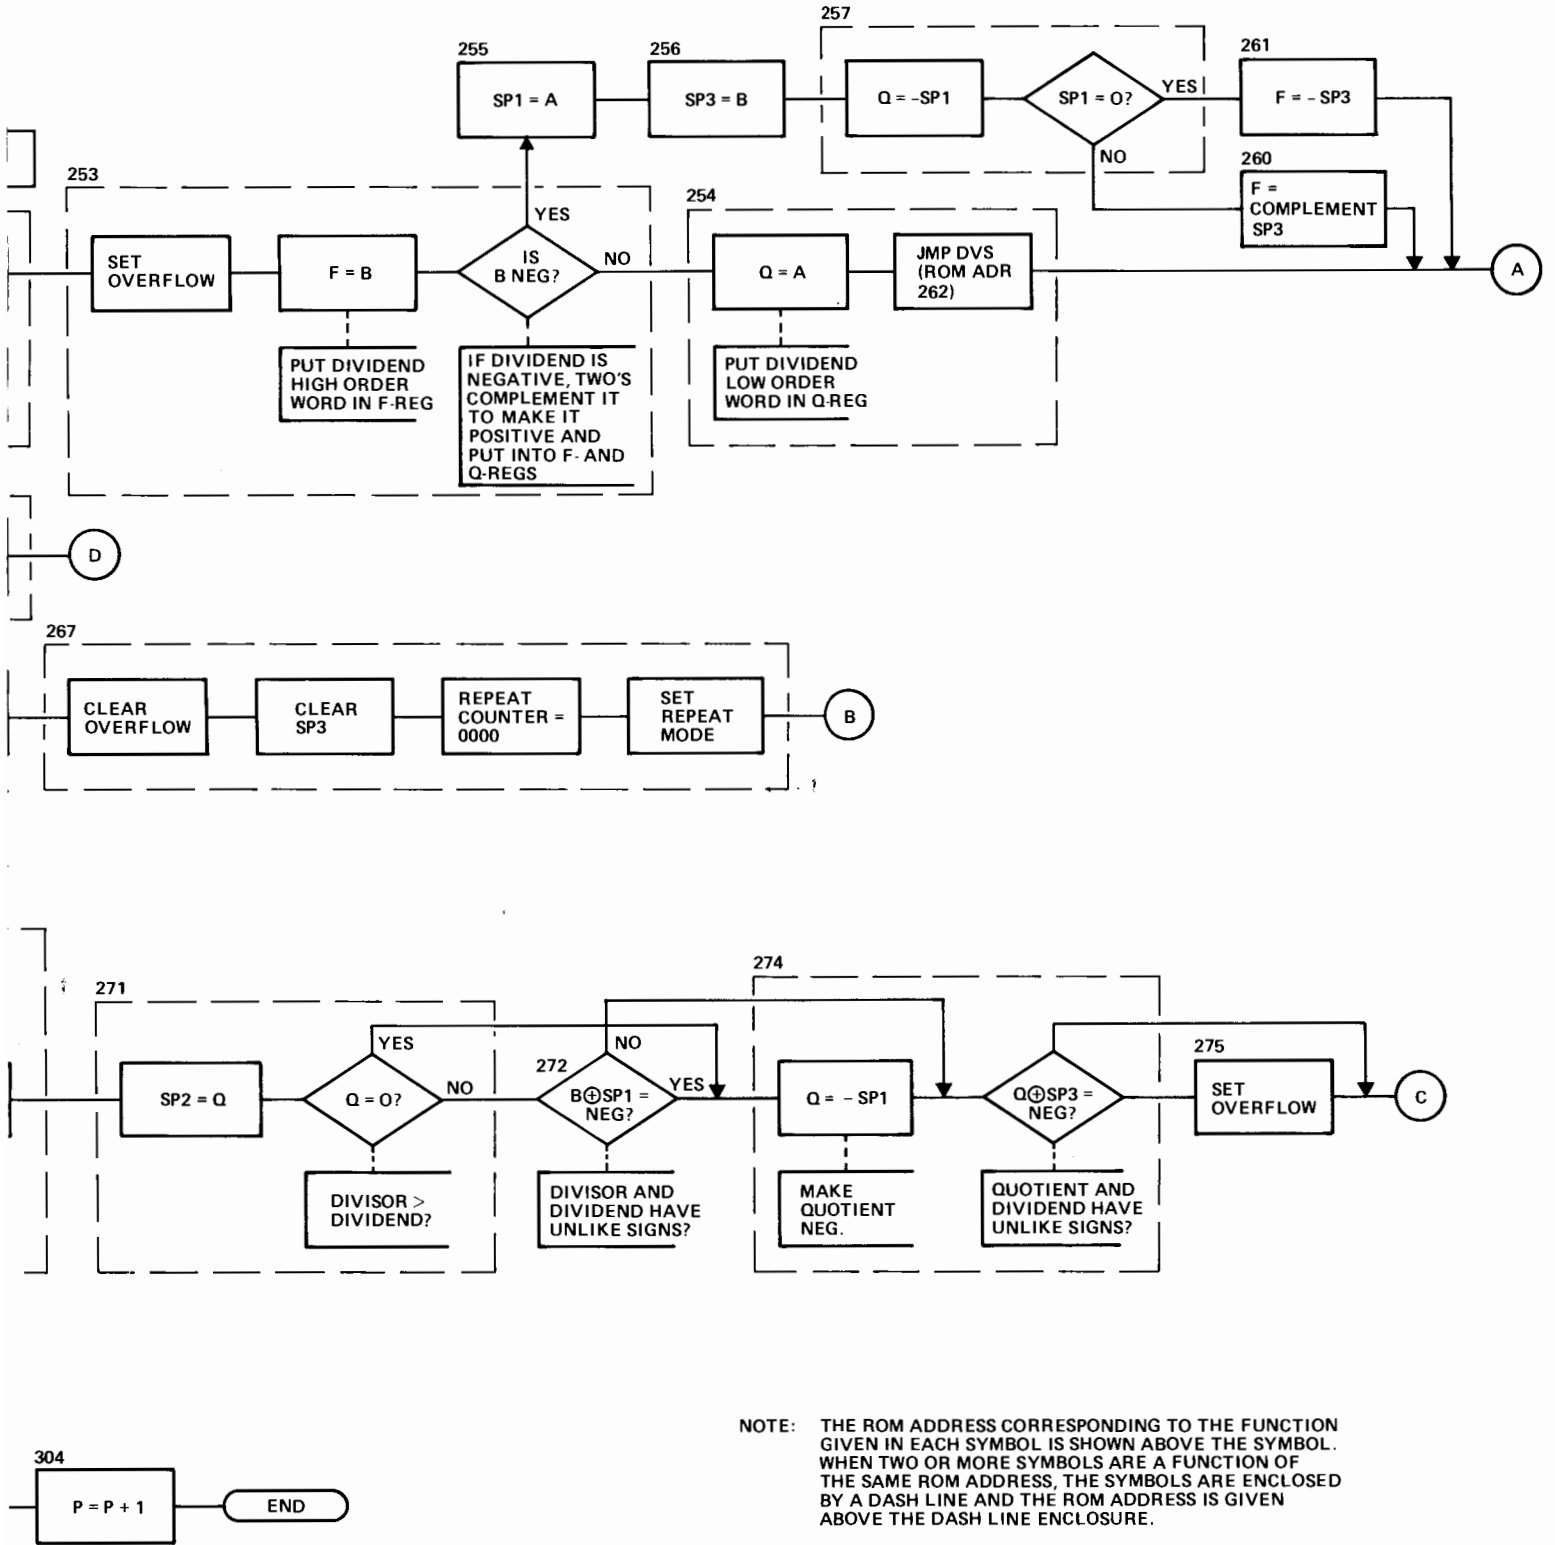 257
255
256
261
SP1 = A
SP3 = B
Q = -SP1
SP1 = O?
YES
F = - SP3
NO
260
F =
COMPLEMENT
SP3
253
254
YES
SET
OVERFLOW
F = B
IS
B NEG?
NO
Q = A
JMP DVS
(ROM ADR
262)
A
PUT DIVIDEND
HIGH ORDER
WORD IN F-REG
IF DIVIDEND IS
NEGATIVE, TWO'S
COMPLEMENT IT
TO MAKE IT
POSITIVE AND
PUT INTO F- AND
Q-REGS
PUT DIVIDEND
LOW ORDER
WORD IN Q-REG
D
267
CLEAR
OVERFLOW
CLEAR
SP3
REPEAT
COUNTER =
0000
SET
REPEAT
MODE
B
274
271
YES
NO
275
SP2 = Q
Q = O?
NO
272
B⊕SP1 =
NEG?
YES
Q = - SP1
Q⊕SP3 =
NEG?
SET
OVERFLOW
C
DIVISOR >
DIVIDEND?
DIVISOR AND
DIVIDEND HAVE
UNLIKE SIGNS?
MAKE
QUOTIENT
NEG.
QUOTIENT AND
DIVIDEND HAVE
UNLIKE SIGNS?
304
P = P + 1
END
NOTE: THE ROM ADDRESS CORRESPONDING TO THE FUNCTION
GIVEN IN EACH SYMBOL IS SHOWN ABOVE THE SYMBOL.
WHEN TWO OR MORE SYMBOLS ARE A FUNCTION OF
THE SAME ROM ADDRESS, THE SYMBOLS ARE ENCLOSED
BY A DASH LINE AND THE ROM ADDRESS IS GIVEN
ABOVE THE DASH LINE ENCLOSURE.